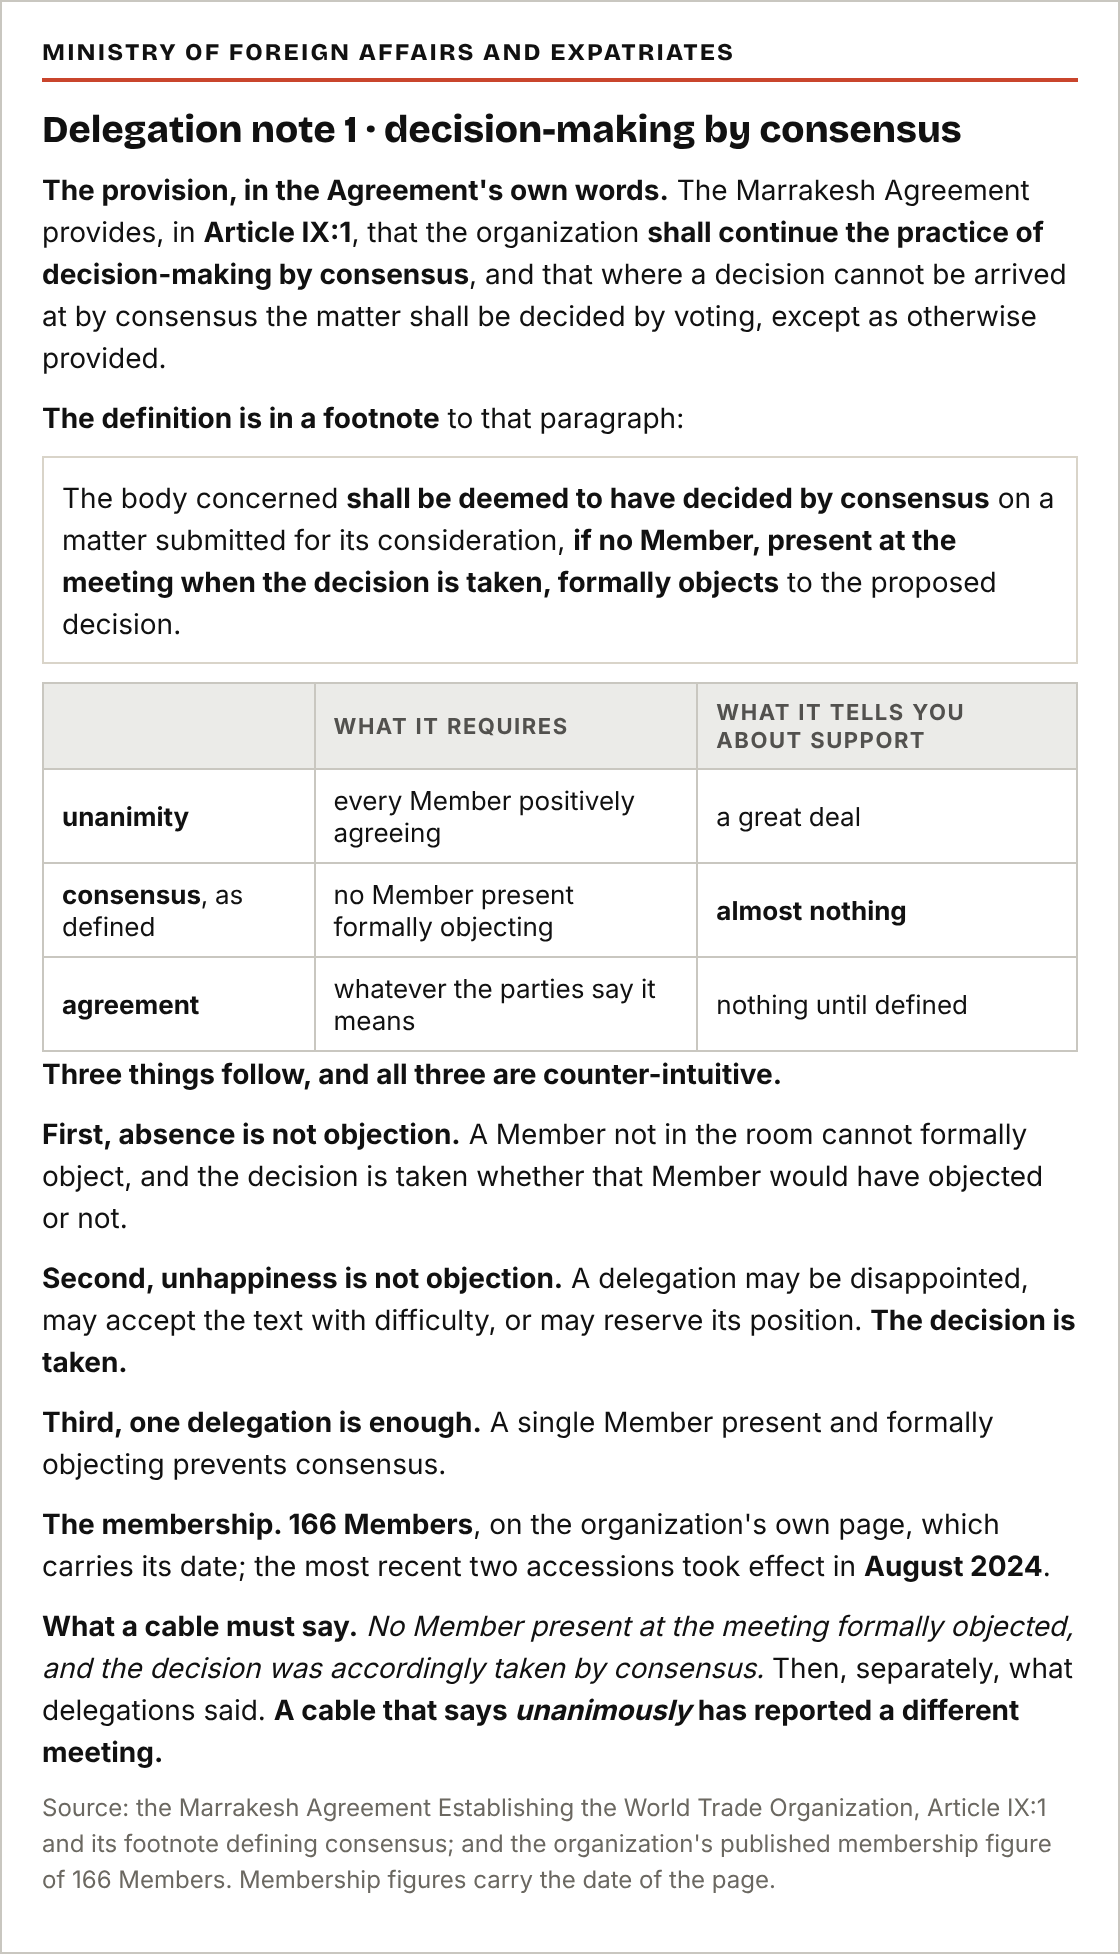 MINISTRY OF FOREIGN AFFAIRS AND EXPATRIATES
Delegation note 1 · decision-making by consensus
The provision, in the Agreement's own words. The Marrakesh Agreement
provides, in Article IX:1, that the organization shall continue the practice of
decision-making by consensus, and that where a decision cannot be arrived
at by consensus the matter shall be decided by voting, except as otherwise
provided.
The definition is in a footnote to that paragraph:
The body concerned shall be deemed to have decided by consensus on a
matter submitted for its consideration, if no Member, present at the
meeting when the decision is taken, formally objects to the proposed
decision.
WHAT IT REQUIRES
WHAT IT TELLS YOU
ABOUT SUPPORT
unanimity
every Member positively
agreeing
a great deal
consensus, as
defined
no Member present
formally objecting
almost nothing
agreement
whatever the parties say it
means
nothing until defined
Three things follow, and all three are counter-intuitive.
First, absence is not objection. A Member not in the room cannot formally
object, and the decision is taken whether that Member would have objected
or not.
Second, unhappiness is not objection. A delegation may be disappointed,
may accept the text with difficulty, or may reserve its position. The decision is
taken.
Third, one delegation is enough. A single Member present and formally
objecting prevents consensus.
The membership. 166 Members, on the organization's own page, which
carries its date; the most recent two accessions took effect in August 2024.
What a cable must say. No Member present at the meeting formally objected,
and the decision was accordingly taken by consensus. Then, separately, what
delegations said. A cable that says unanimously has reported a different
meeting.
Source: the Marrakesh Agreement Establishing the World Trade Organization, Article IX:1
and its footnote defining consensus; and the organization's published membership figure
of 166 Members. Membership figures carry the date of the page.